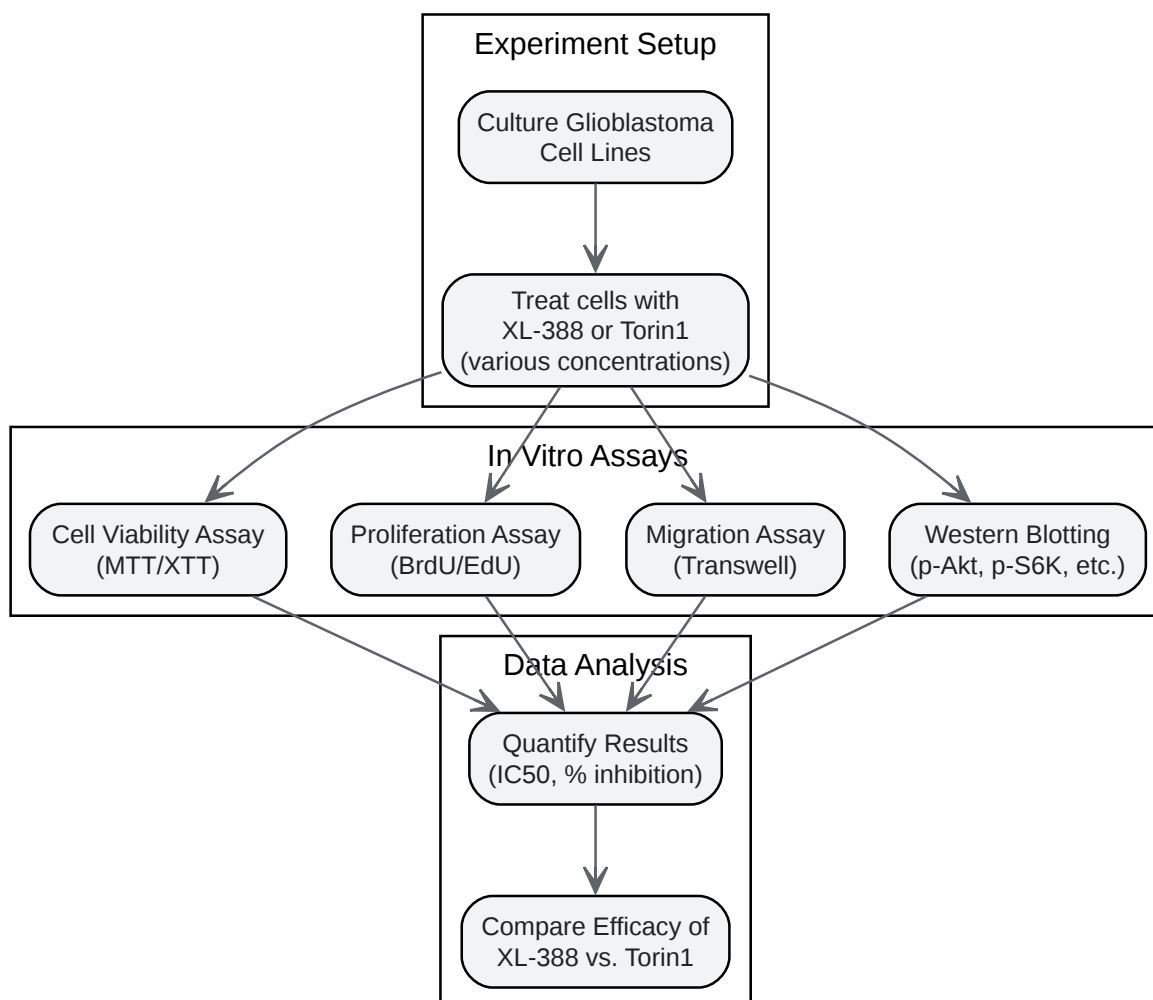 Experiment Setup
Culture Glioblastoma
Cell Lines
Treat cells with
XL-388 or Torin1
(various concentrations)
In Vitro Assays
Cell Viability Assay
(MTT/XTT)
Proliferation Assay
(BrdU/EdU)
Migration Assay
(Transwell)
Western Blotting
(p-Akt, p-S6K, etc.)
Data Analysis
Quantify Results
(IC50, % inhibition)
Compare Efficacy of
XL-388 vs. Torin1